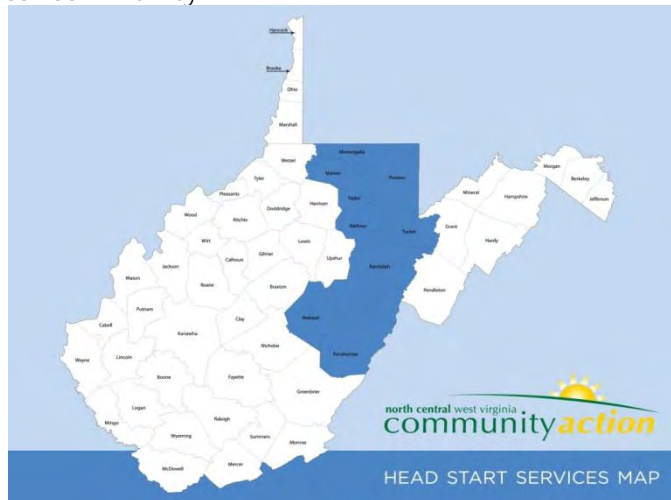 Hancock
Brooke
Ohio
Marshall
Wetzel
Monongalia
Marion
Preston
Morgan
Berkeley
Jefferson
Tyler
Pleasants
Doddridge
Harrison
Taylor
Mineral
Hampshire
Wood
Ritchie
Barbour
Tucker
Grant
Hardy
Wirt
Lewis
Upshur
Gilmer
Calhoun
Randolph
Jackson
Roane
Braxton
Pendleton
Mason
Putnam
Clay
Webster
Cabell
Kanawha
Nicholas
Pocahontas
Wayne
Lincoln
Boone
Fayette
Greenbrier
Logan
Raleigh
Mingo
Wyoming
Summers
Monroe
McDowell
Mercer
north central west virginia
communityaction
HEAD START SERVICES MAP